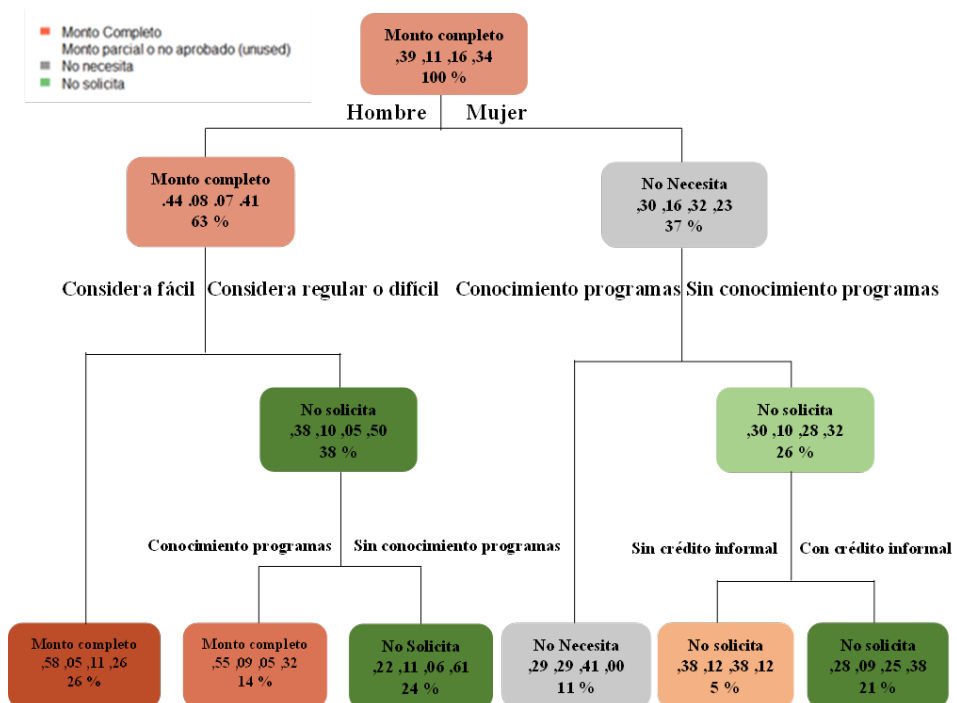 Monto Completo
Monto parcial o no aprobado (unused)
No necesita
No solicita
Monto completo
,39 ,11 ,16 ,34
100 %
Hombre Mujer
Monto completo
.44 .08 .07 .41
63 %
No Necesita
,30 ,16 ,32 ,23
37 %
Considera fácil Considera regular o difícil
Conocimiento programas Sin conocimiento programas
No solicita
,38 ,10 ,05 ,50
38 %
No solicita
,30 ,10 ,28 ,32
26 %
Conocimiento programas Sin conocimiento programas
Sin crédito informal Con crédito informal
Monto completo
,58 ,05 ,11 ,26
26 %
Monto completo
,55 ,09 ,05 ,32
14 %
No Solicita
,22 ,11 ,06 ,61
24 %
No Necesita
,29 ,29 ,41 ,00
11 %
No solicita
,38 ,12 ,38 ,12
5 %
No solicita
,28 ,09 ,25 ,38
21 %